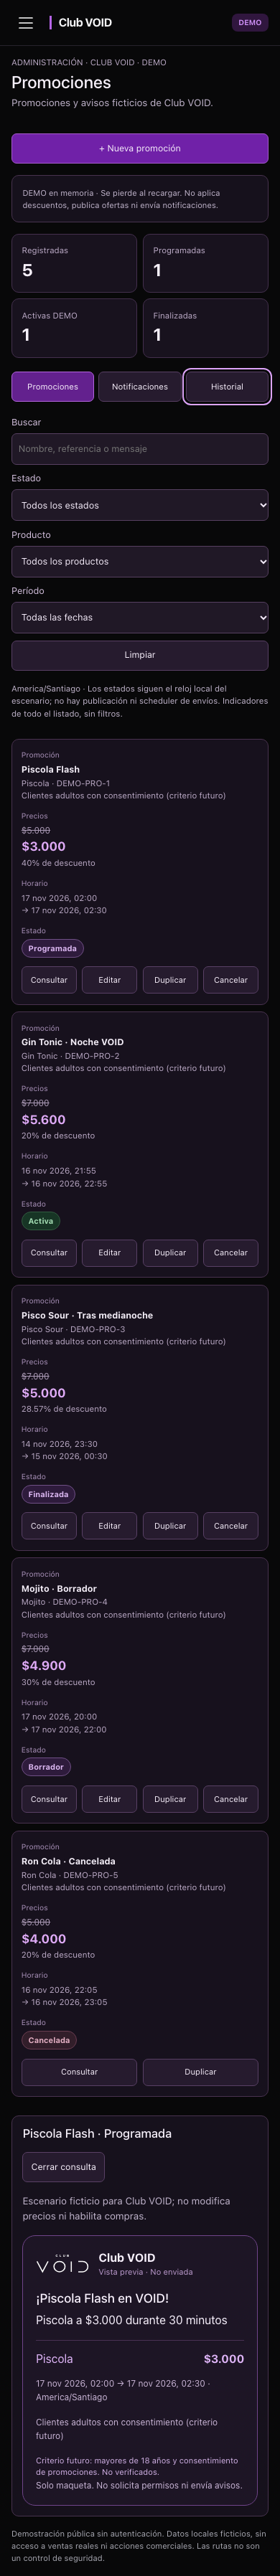 Club VOID
DEMO
ADMINISTRACIÓN · CLUB VOID · DEMO
Promociones
Promociones y avisos ficticios de Club VOID.
+ Nueva promoción
DEMO en memoria · Se pierde al recargar. No aplica
descuentos, publica ofertas ni envía notificaciones.
Registradas
5
Programadas
1
Activas DEMO
1
Finalizadas
1
Promociones
Notificaciones
Historial
Buscar
Nombre, referencia o mensaje
Estado
Todos los estados
Producto
Todos los productos
Período
Todas las fechas
Limpiar
America/Santiago · Los estados siguen el reloj local del
escenario; no hay publicación ni scheduler de envíos. Indicadores
de todo el listado, sin filtros.
Promoción
Piscola Flash
Piscola · DEMO-PRO-1
Clientes adultos con consentimiento (criterio futuro)
Precios
$5.000
$3.000
40% de descuento
Horario
17 nov 2026, 02:00
→ 17 nov 2026, 02:30
Estado
Programada
Consultar
Editar
Duplicar
Cancelar
Promoción
Gin Tonic · Noche VOID
Gin Tonic · DEMO-PRO-2
Clientes adultos con consentimiento (criterio futuro)
Precios
$7.000
$5.600
20% de descuento
Horario
16 nov 2026, 21:55
→ 16 nov 2026, 22:55
Estado
Activa
Consultar
Editar
Duplicar
Cancelar
Promoción
Pisco Sour · Tras medianoche
Pisco Sour · DEMO-PRO-3
Clientes adultos con consentimiento (criterio futuro)
Precios
$7.000
$5.000
28.57% de descuento
Horario
14 nov 2026, 23:30
→ 15 nov 2026, 00:30
Estado
Finalizada
Consultar
Editar
Duplicar
Cancelar
Promoción
Mojito · Borrador
Mojito · DEMO-PRO-4
Clientes adultos con consentimiento (criterio futuro)
Precios
$7.000
$4.900
30% de descuento
Horario
17 nov 2026, 20:00
→ 17 nov 2026, 22:00
Estado
Borrador
Consultar
Editar
Duplicar
Cancelar
Promoción
Ron Cola · Cancelada
Ron Cola · DEMO-PRO-5
Clientes adultos con consentimiento (criterio futuro)
Precios
$5.000
$4.000
20% de descuento
Horario
16 nov 2026, 22:05
→ 16 nov 2026, 23:05
Estado
Cancelada
Consultar
Duplicar
Piscola Flash · Programada
Cerrar consulta
Escenario ficticio para Club VOID; no modifica
precios ni habilita compras.
CLUB
VOID
Club VOID
Vista previa · No enviada
¡Piscola Flash en VOID!
Piscola a $3.000 durante 30 minutos
Piscola
$3.000
17 nov 2026, 02:00 → 17 nov 2026, 02:30 ·
America/Santiago
Clientes adultos con consentimiento (criterio
futuro)
Criterio futuro: mayores de 18 años y consentimiento
de promociones. No verificados.
Solo maqueta. No solicita permisos ni envía avisos.
Demostración pública sin autenticación. Datos locales ficticios, sin
acceso a ventas reales ni acciones comerciales. Las rutas no son
un control de seguridad.